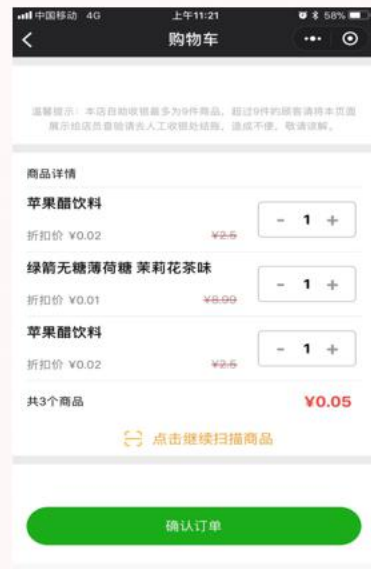 中国移动 4G 上午11:21 58%
购物车
温馨提示：本店自助收银最多为9件商品，超过9件的顾客请将本页面
展示给店员查验请去人工收银处结账，造成不便，敬请谅解。
商品详情
苹果醋饮料
折扣价 ¥0.02 ¥2.5 - 1 +
绿箭无糖薄荷糖 茉莉花茶味
折扣价 ¥0.01 ¥8.99 - 1 +
苹果醋饮料
折扣价 ¥0.02 ¥2.5 - 1 +
共3个商品 ¥0.05
点击继续扫描商品
确认订单